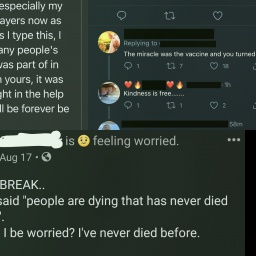 especially my
ayers now as
s I type this, I
any people's
was part of in
yours, it was
ght in the help
ll be forever be
Replying to
The miracle was the vaccine and you turned
1
1
18
1h
Kindness is free.......
1
1
2
58m
is feeling worried.
Aug 17
BREAK..
said "people are dying that has never died
".
I be worried? I've never died before.